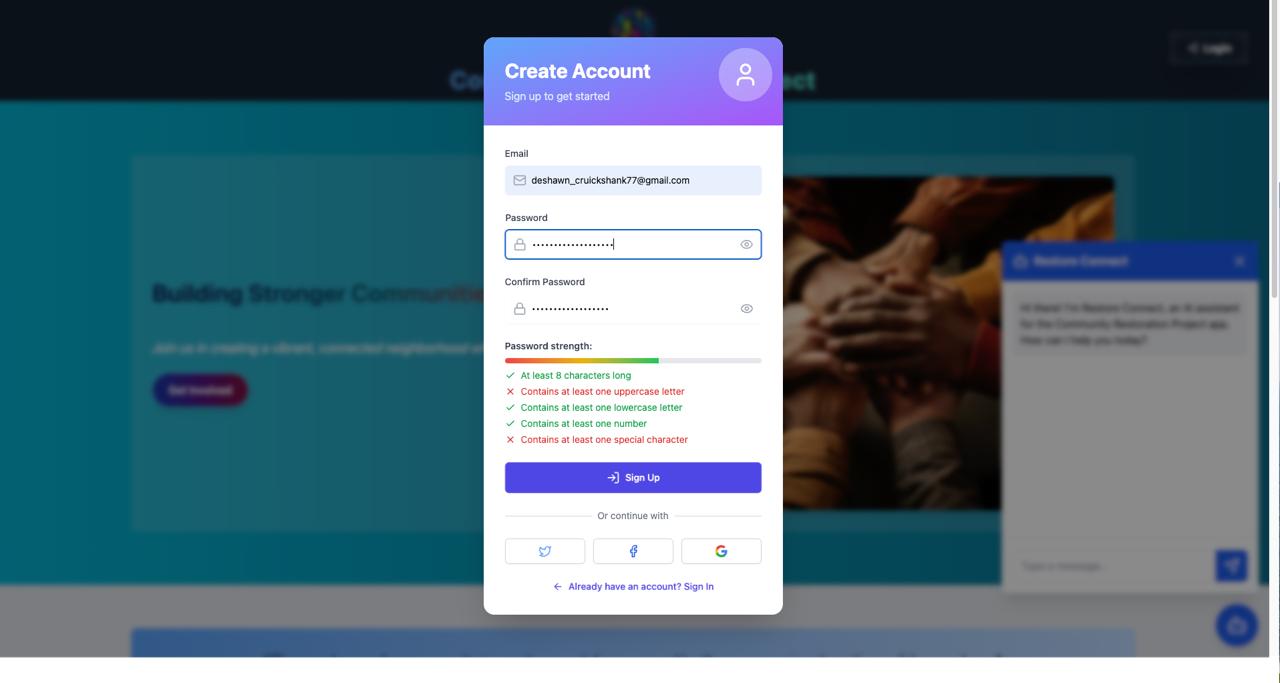 Login
Create Account
Sign up to get started
Email
deshawn_cruickshank77@gmail.com
Password
•••••••••••••••••••
Confirm Password
••••••••••••••••••
Password strength:
At least 8 characters long
Contains at least one uppercase letter
Contains at least one lowercase letter
Contains at least one number
Contains at least one special character
Sign Up
Or continue with
Already have an account? Sign In
Building Stronger Communitie
Join us in creating a vibrant, connected neighborhood
Get Involved
Restore Connect
Hi there! I'm Restore Connect, an AI assistant
for the Community Restoration Project app.
How can I help you today?
Type a message...